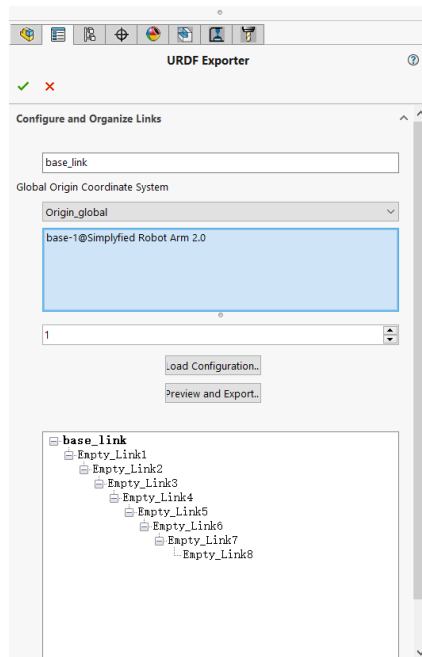 URDF Exporter
Configure and Organize Links
base_link
Global Origin Coordinate System
Origin_global
base-1@Simplyfied Robot Arm 2.0
1
Load Configuration..
Preview and Export..
base_link
Empty_Link1
Empty_Link2
Empty_Link3
Empty_Link4
Empty_Link5
Empty_Link6
Empty_Link7
Empty_Link8